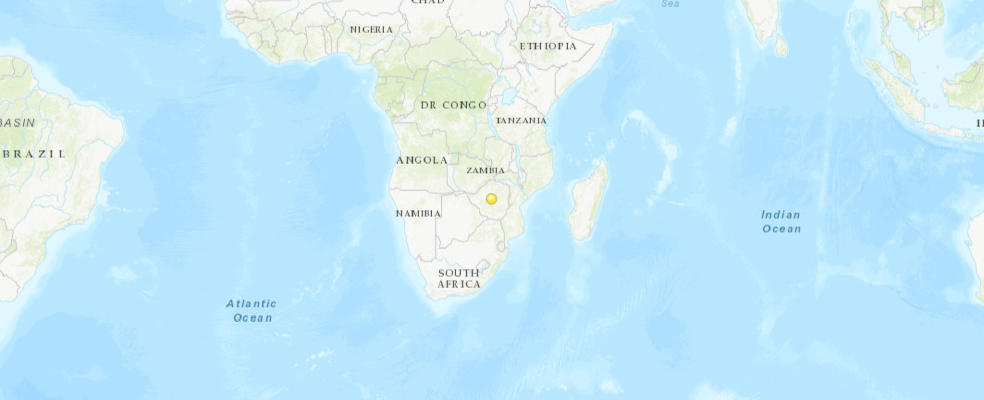 CHAD
Sea
NIGERIA
ETHIOPIA
DR CONGO
TANZANIA
BASIN
BRAZIL
ANGOLA
ZAMBIA
NAMIBIA
Indian
Ocean
SOUTH
AFRICA
Atlantic
Ocean